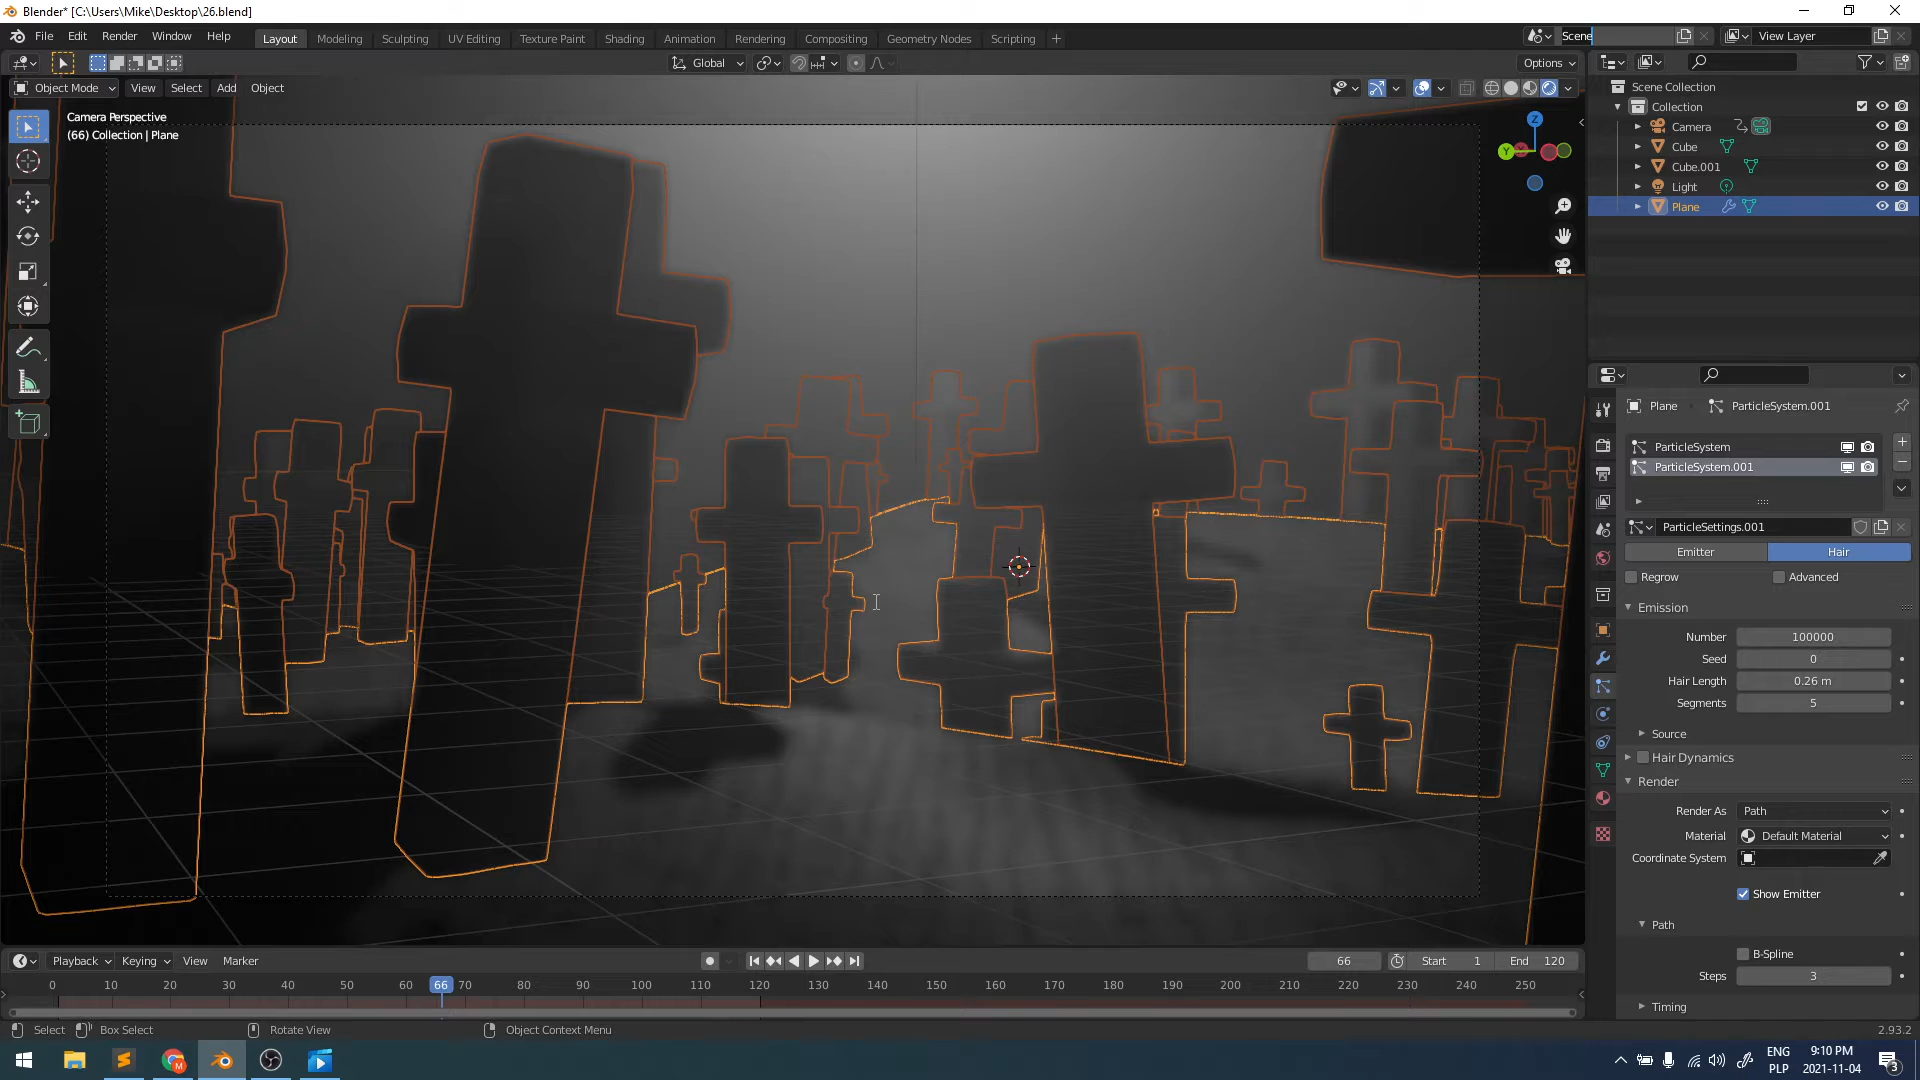 Blender* [C:\Users\Mike\Desktop\26.blend]
File Edit Render Window Help
Layout Modeling Sculpting UV Editing Texture Paint Shading Animation Rendering Compositing Geometry Nodes Scripting +
Scene
View Layer
Global
Options
Object Mode View Select Add Object
Camera Perspective
(66) Collection | Plane
Z
Y
Scene Collection
Collection
Camera
Cube
Cube.001
Light
Plane
Plane ParticleSystem.001
ParticleSystem
ParticleSystem.001
ParticleSettings.001
Emitter Hair
Regrow Advanced
Emission
Number 100000
Seed 0
Hair Length 0.26 m
Segments 5
Source
Hair Dynamics
Render
Render As Path
Material Default Material
Coordinate System
Show Emitter
Path
B-Spline
Steps 3
Timing
Playback Keying View Marker
66 Start 1 End 120
0 10 20 30 40 50 60 66 70 80 90 100 110 120 130 140 150 160 170 180 190 200 210 220 230 240 250
Select Box Select Rotate View Object Context Menu
2.93.2
M
ENG
PLP
9:10 PM
2021-11-04
3